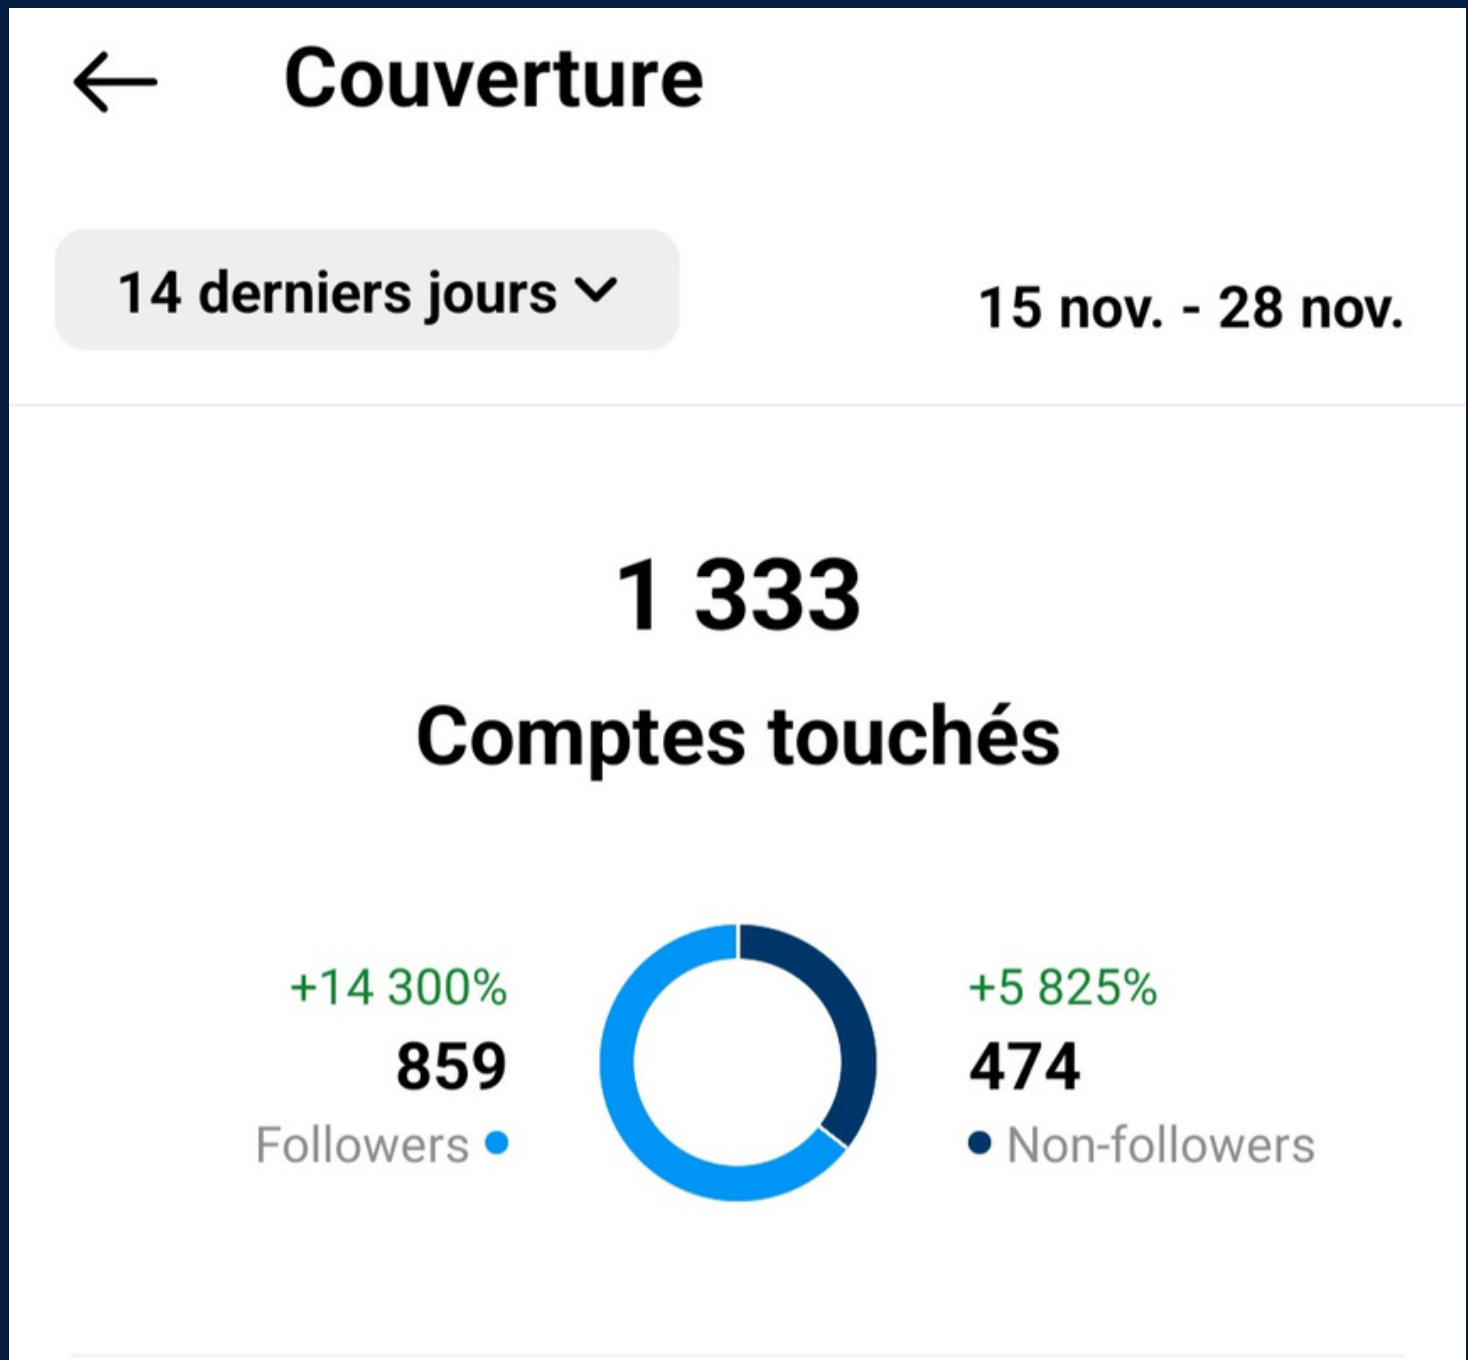 Couverture
14 derniers jours
15 nov. - 28 nov.
1 333
Comptes touchés
+14 300%
859
Followers
+5 825%
474
Non-followers